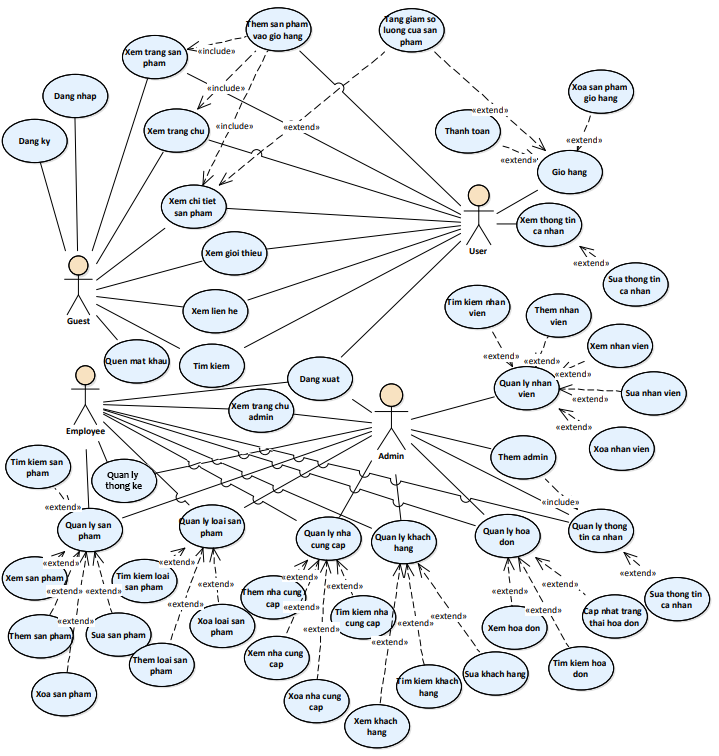 Them san pham
vao gio hang
Tang giam so
luong cua san
pham
Xem trang san
pham
«include»
Dang nhap
«include»
Xoa san pham
gio hang
Dang ky
Xem trang chu
«include»
«extend»
«extend»
Thanh toan
«extend»
«extend»
Gio hang
Xem chi tiet
san pham
User
Xem thong tin
ca nhan
Xem gioi thieu
«extend»
Guest
Xem lien he
Sua thong tin
ca nhan
Tim kiem nhan
vien
Them nhan
vien
Quen mat khau
Tim kiem
Xem nhan vien
«extend»
«extend»
«extend»
Dang xuat
Quan ly nhan
vien
Sua nhan vien
«extend»
Employee
Xem trang chu
admin
Admin
«extend»
Xoa nhan vien
Tim kiem san
pham
Quan ly
thong ke
Them admin
«extend»
«include»
Quan ly san
pham
Quan ly loai san
pham
Quan ly nha
cung cap
Quan ly khach
hang
Quan ly hoa
don
Quan ly thong
tin ca nhan
«extend»
«extend»
«extend»
«extend»
«extend»
«extend»
Xem san pham
Tim kiem loai
san pham
Them nha cung
cap
Sua thong tin
ca nhan
«extend»
«extend»
«extend»
«extend»
«extend»
«extend»
Tim kiem nha
cung cap
Cap nhat trang
thai hoa don
Xoa loai san
pham
Them san pham
Sua san pham
«extend»
«extend»
«extend»
«extend»
«extend»
Xem hoa don
Xem nha cung
cap
Them loai san
pham
Tim kiem hoa
don
Sua khach hang
Tim kiem khach
hang
Xoa san pham
Xoa nha cung
cap
Xem khach
hang